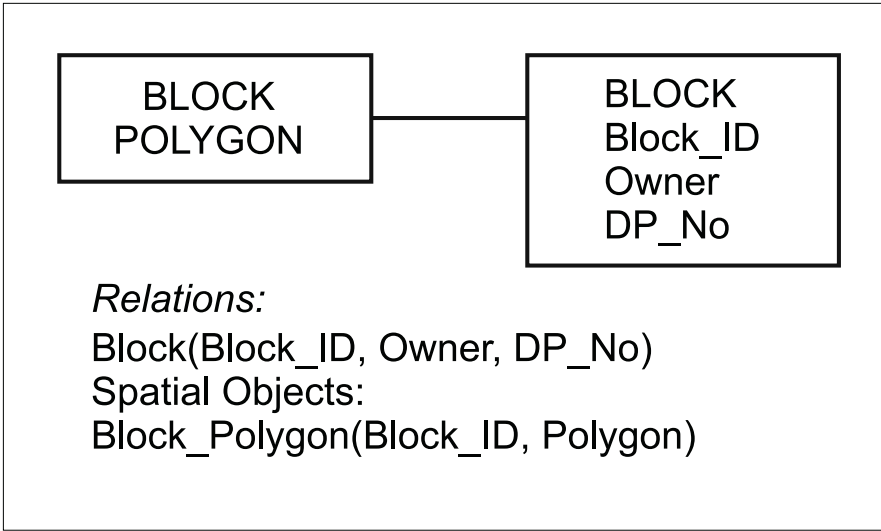 BLOCK
POLYGON
BLOCK
Block_ID
Owner
DP_No
Relations:
Block(Block_ID, Owner, DP_No)
Spatial Objects:
Block_Polygon(Block_ID, Polygon)